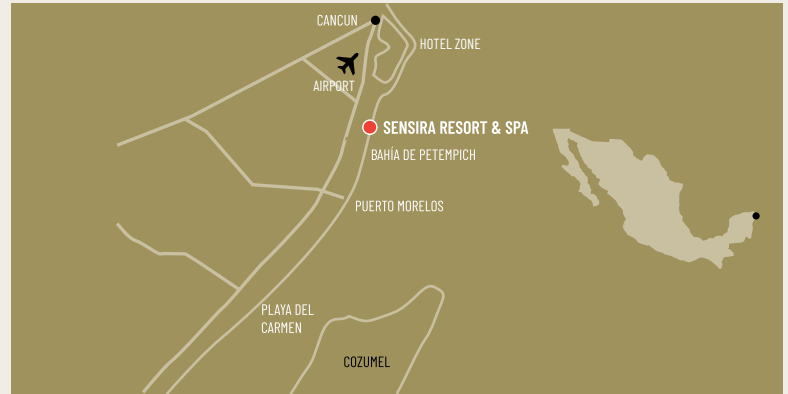 CANCUN
HOTEL ZONE
AIRPORT
SENSIRA RESORT & SPA
BAHÍA DE PETEMPICH
PUERTO MORELOS
PLAYA DEL
CARMEN
COZUMEL